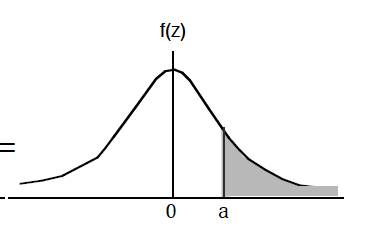 f(z)
=
0 a